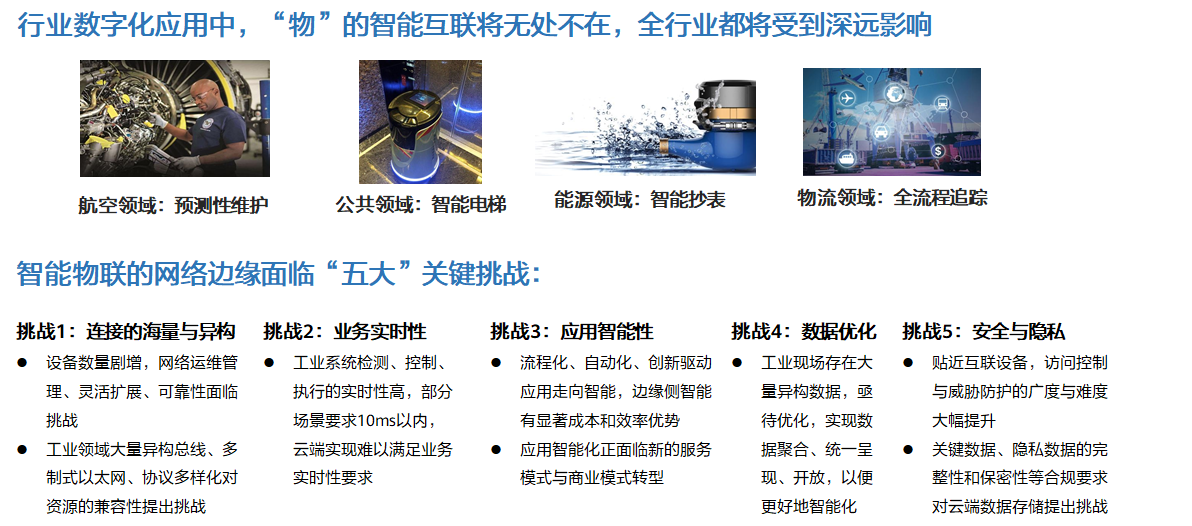 行业数字化应用中，“物”的智能互联将无处不在，全行业都将受到深远影响
航空领域：预测性维护
公共领域：智能电梯
能源领域：智能抄表
物流领域：全流程追踪
智能物联的网络边缘面临“五大”关键挑战：
挑战1：连接的海量与异构
● 设备数量剧增，网络运维管
理、灵活扩展、可靠性面临
挑战
● 工业领域大量异构总线、多
制式以太网、协议多样化对
资源的兼容性提出挑战
挑战2：业务实时性
● 工业系统检测、控制、
执行的实时性高，部分
场景要求10ms以内，
云端实现难以满足业务
实时性要求
挑战3：应用智能性
● 流程化、自动化、创新驱动
应用走向智能，边缘侧智能
有显著成本和效率优势
● 应用智能化正面临新的服务
模式与商业模式转型
挑战4：数据优化
● 工业现场存在大
量异构数据，亟
待优化，实现数
据聚合、统一呈
现、开放，以便
更好地智能化
挑战5：安全与隐私
● 贴近互联设备，访问控制
与威胁防护的广度与难度
大幅提升
● 关键数据、隐私数据的完
整性和保密性等合规要求
对云端数据存储提出挑战